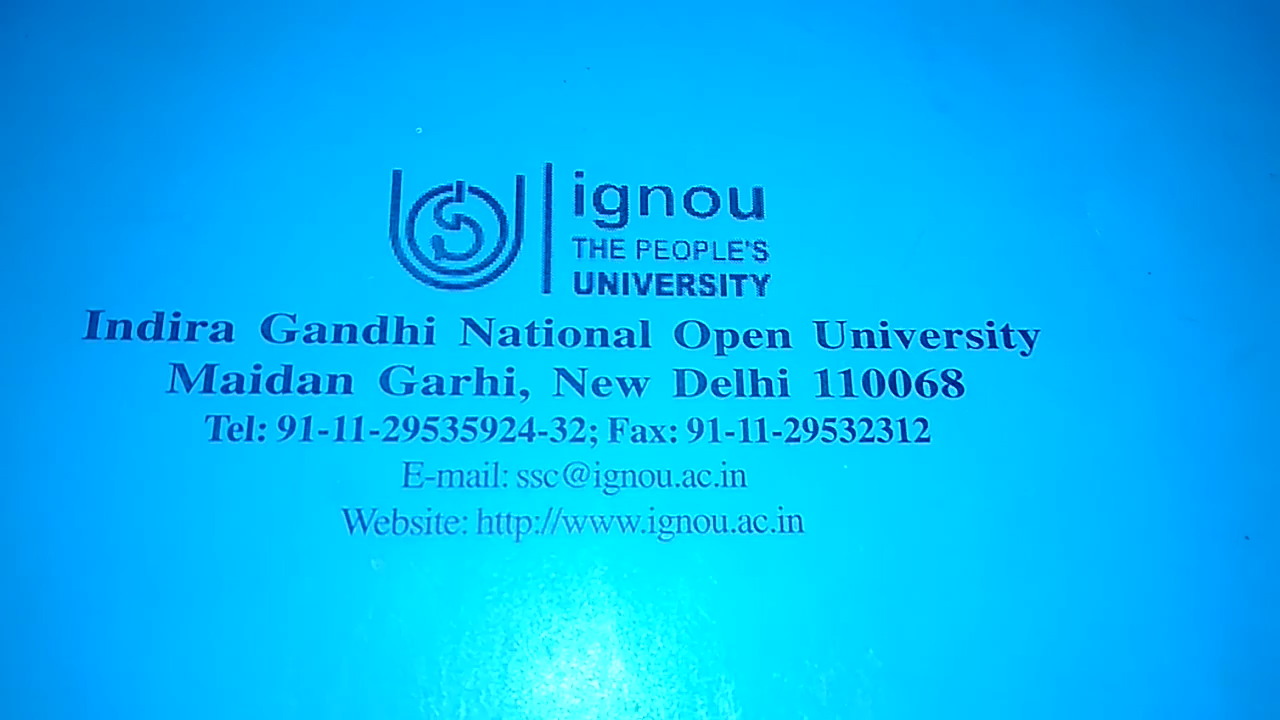 ignou
THE PEOPLE'S
UNIVERSITY
Indira Gandhi National Open University
Maidan Garhi, New Delhi 110068
Tel: 91-11-29535924-32; Fax: 91-11-29532312
E-mail: ssc@ignou.ac.in
Website: http://www.ignou.ac.in